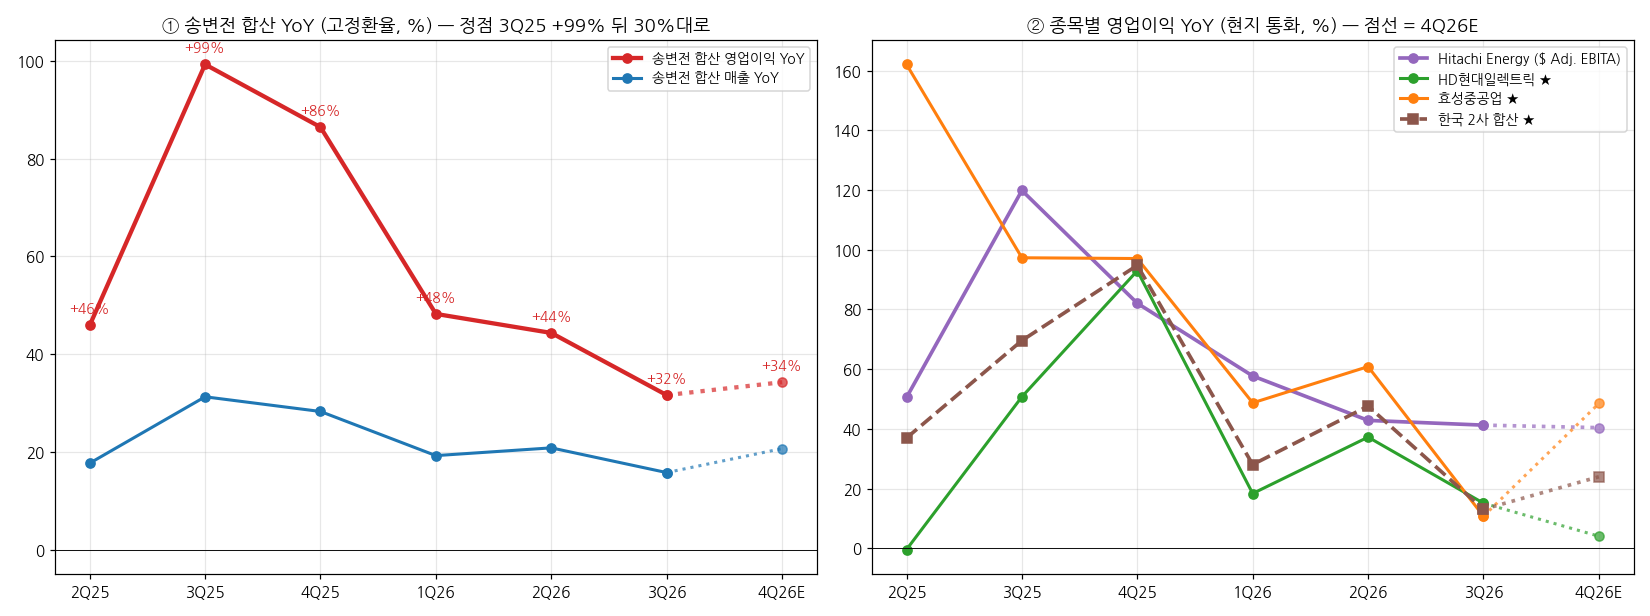 ① 송변전 합산 YoY (고정환율, %) — 정점 3Q25 +99% 뒤 30%대로
송변전 합산 영업이익 YoY
송변전 합산 매출 YoY
+46%
+99%
+86%
+48%
+44%
+32%
+34%
100
80
60
40
20
0
2Q25
3Q25
4Q25
1Q26
2Q26
3Q26
4Q26E
② 종목별 영업이익 YoY (현지 통화, %) — 점선 = 4Q26E
Hitachi Energy ($ Adj. EBITA)
HD현대일렉트릭 ★
효성중공업 ★
한국 2사 합산 ★
160
140
120
100
80
60
40
20
0
2Q25
3Q25
4Q25
1Q26
2Q26
3Q26
4Q26E